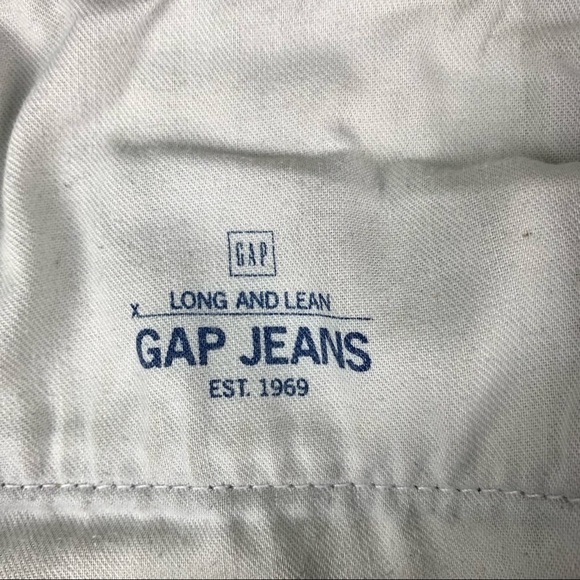 GAP
LONG AND LEAN
x
GAP JEANS
EST. 1969